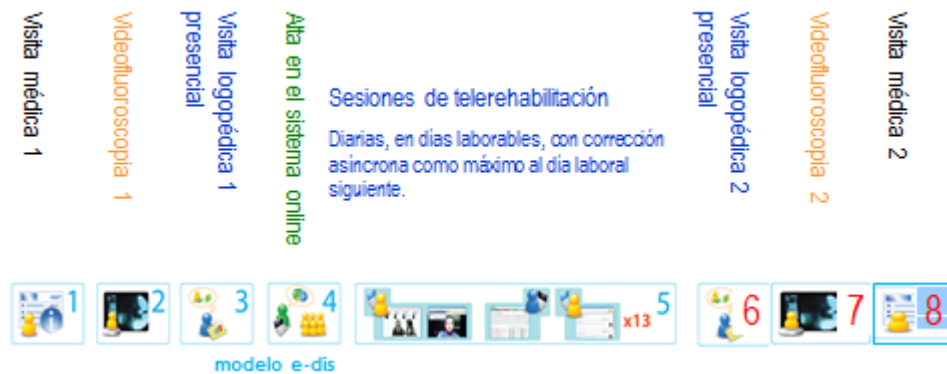 Visita médica 1
Videofluoroscopia 1
Visita logopédica 1
presencial
Alta en el sistema online
Sesiones de telerehabilitación
Diarias, en días laborables, con corrección
asíncrona como máximo al día laboral
siguiente.
Visita logopédica 2
presencial
Videofluoroscopia 2
Visita médica 2
1
2
3
4
x13
5
6
7
8
modelo e-dis